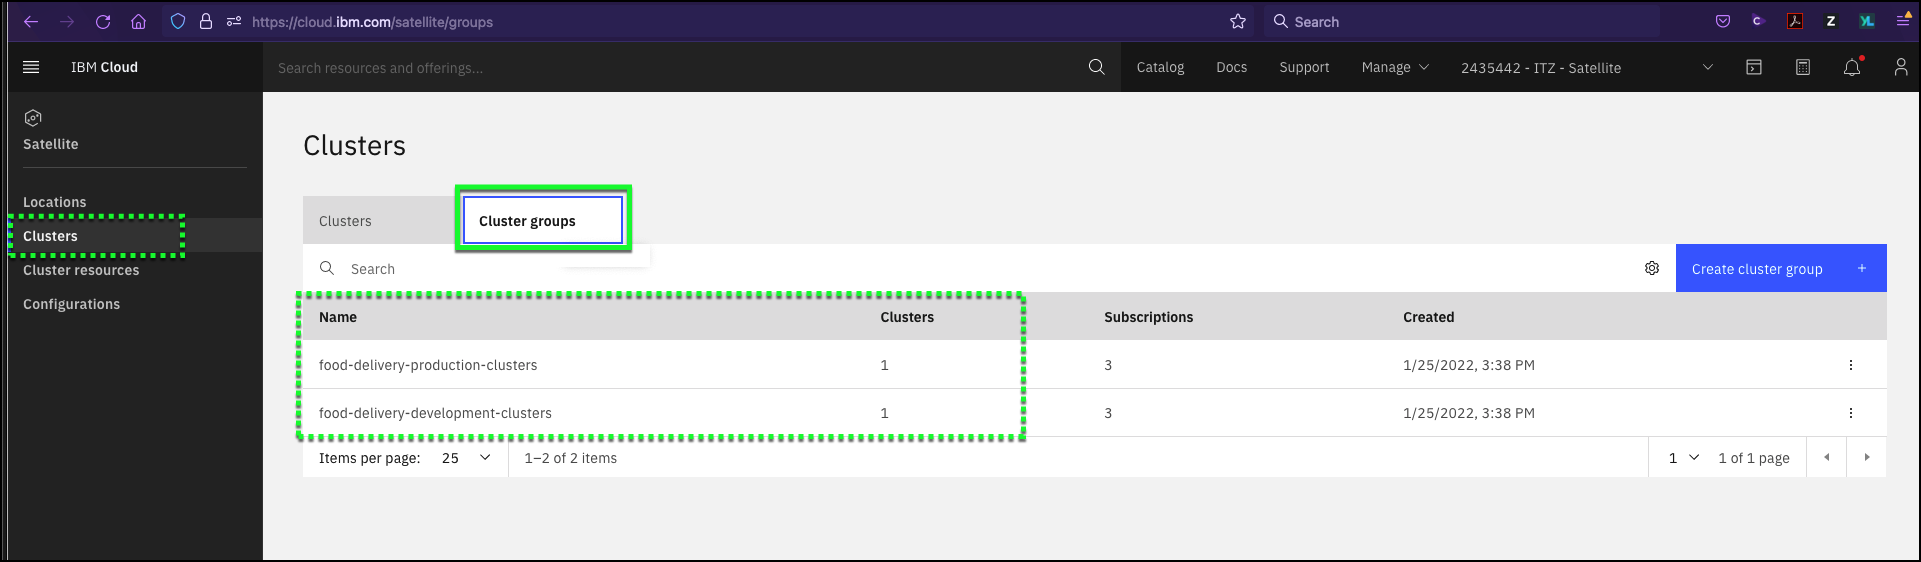 https://cloud.ibm.com/satellite/groups
Search
IBM Cloud
Search resources and offerings...
Catalog
Docs
Support
Manage
2435442 - ITZ - Satellite
Satellite
Locations
Clusters
Cluster resources
Configurations
Clusters
Clusters
Cluster groups
Search
Create cluster group +
Name Clusters Subscriptions Created
food-delivery-production-clusters 1 3 1/25/2022, 3:38 PM
food-delivery-development-clusters 1 3 1/25/2022, 3:38 PM
Items per page: 25 1–2 of 2 items 1 1 of 1 page